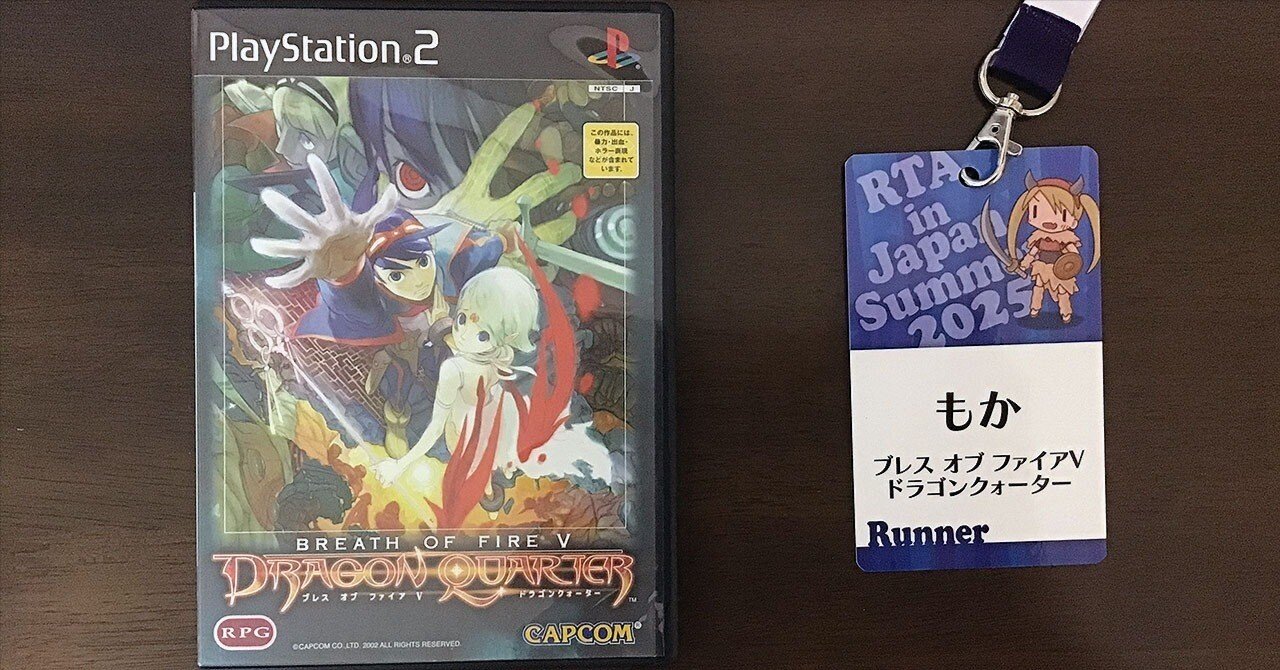 PlayStation®2
NTSC J
この作品には、
暴力・出血・
ホラー表現
などが含まれて
います。
BREATH OF FIRE V
DRAGON QUARTER™
ブレス オブ ファイア V ドラゴンクォーター
RPG
©CAPCOM CO., LTD. 2002 ALL RIGHTS RESERVED.
CAPCOM®
RTA
in
Japan
Summe
2025
もか
ブレス オブ ファイアV
ドラゴンクォーター
Runner